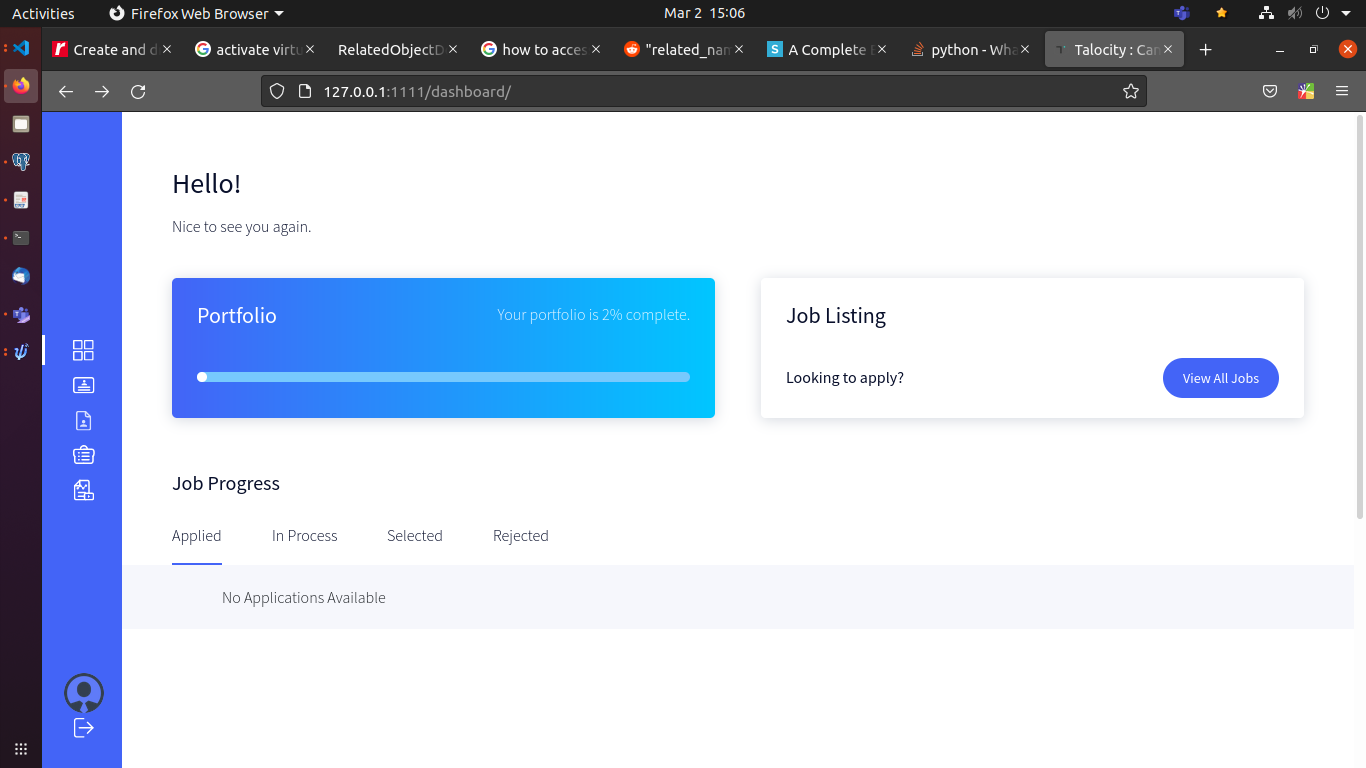 Activities
Firefox Web Browser
Mar 2 15:06
Create and d
activate virtu
RelatedObjectD
how to acces
"related_nam
A Complete
python - Wha
Talocity : Can
127.0.0.1:1111/dashboard/
Hello!
Nice to see you again.
Portfolio
Your portfolio is 2% complete.
Job Listing
Looking to apply?
View All Jobs
Job Progress
Applied
In Process
Selected
Rejected
No Applications Available